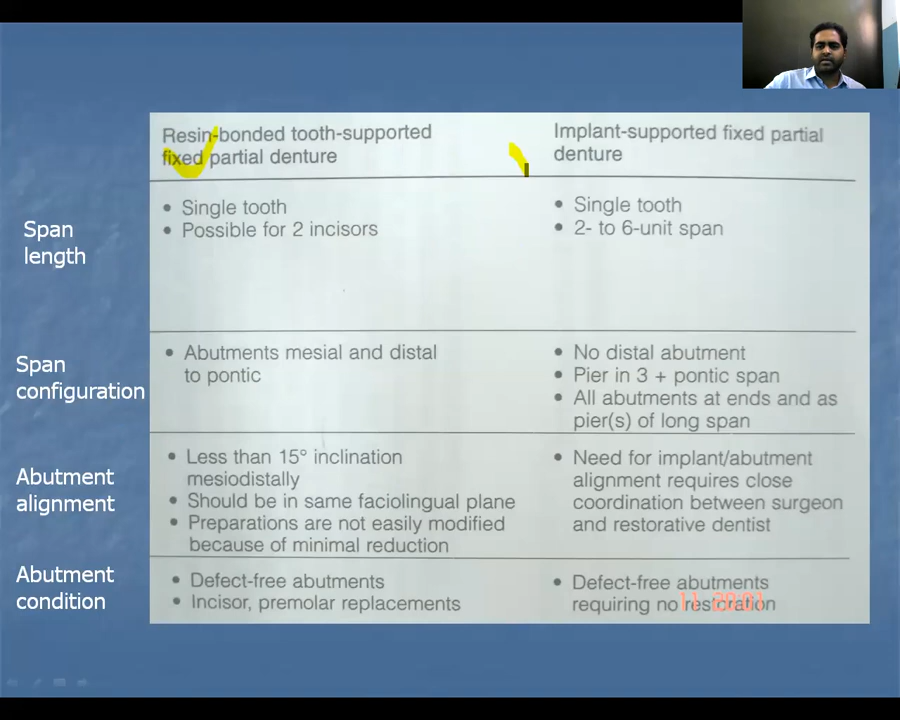 Resin-bonded tooth-supported
fixed partial denture
Implant-supported fixed partial
denture
Span
length
• Single tooth
• Possible for 2 incisors
• Single tooth
• 2- to 6-unit span
Span
configuration
• Abutments mesial and distal
to pontic
• No distal abutment
• Pier in 3 + pontic span
• All abutments at ends and as
pier(s) of long span
Abutment
alignment
• Less than 15° inclination
mesiodistally
• Should be in same faciolingual plane
• Preparations are not easily modified
because of minimal reduction
• Need for implant/abutment
alignment requires close
coordination between surgeon
and restorative dentist
Abutment
condition
• Defect-free abutments
• Incisor, premolar replacements
• Defect-free abutments
requiring no restoration
11 20:01